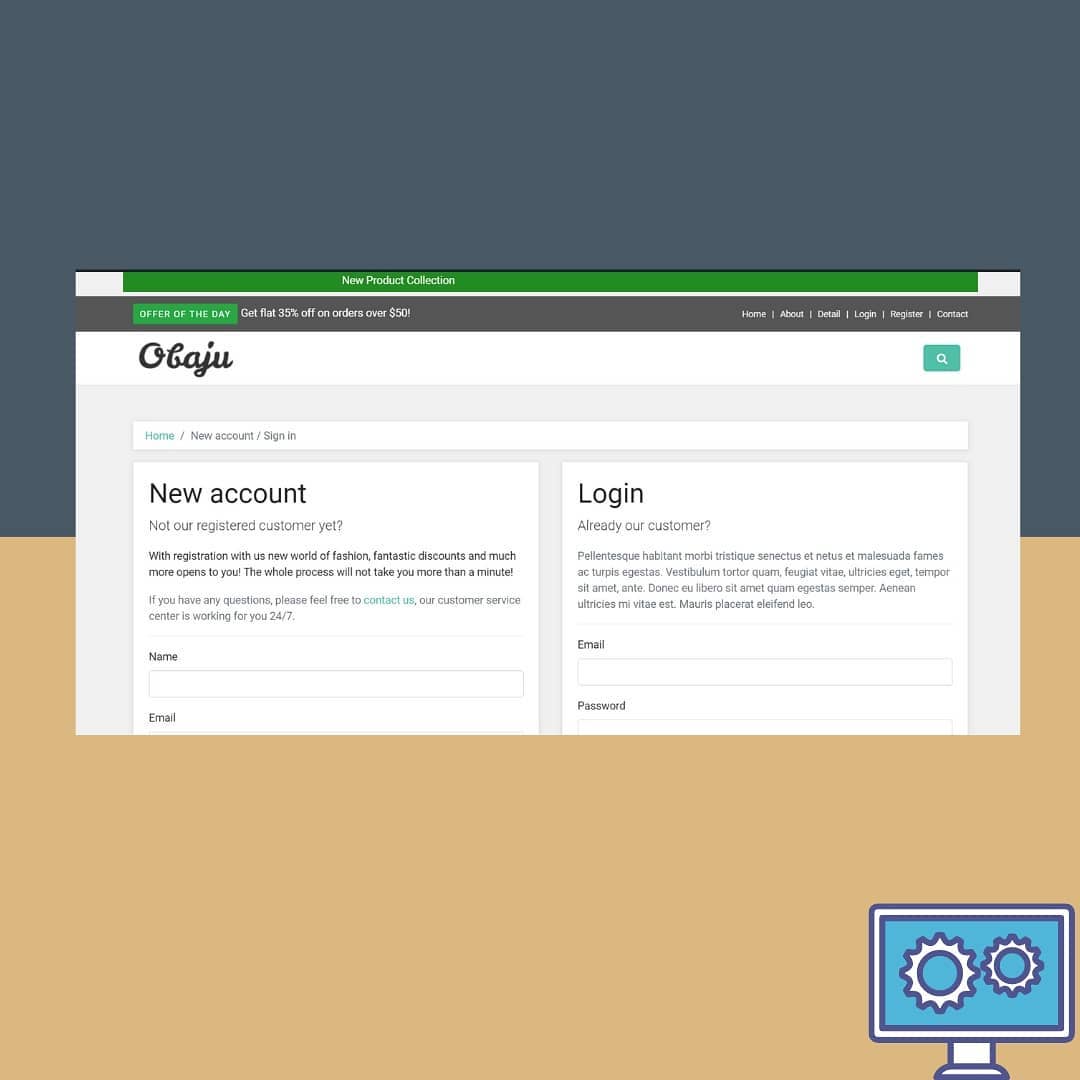 New Product Collection
OFFER OF THE DAY Get flat 35% off on orders over $50!
Home | About | Detail | Login | Register | Contact
Obaju
Home / New account / Sign in
New account
Not our registered customer yet?
With registration with us new world of fashion, fantastic discounts and much
more opens to you! The whole process will not take you more than a minute!
If you have any questions, please feel free to contact us, our customer service
center is working for you 24/7.
Name
Email
Login
Already our customer?
Pellentesque habitant morbi tristique senectus et netus et malesuada fames
ac turpis egestas. Vestibulum tortor quam, feugiat vitae, ultricies eget, tempor
sit amet, ante. Donec eu libero sit amet quam egestas semper. Aenean
ultricies mi vitae est. Mauris placerat eleifend leo.
Email
Password